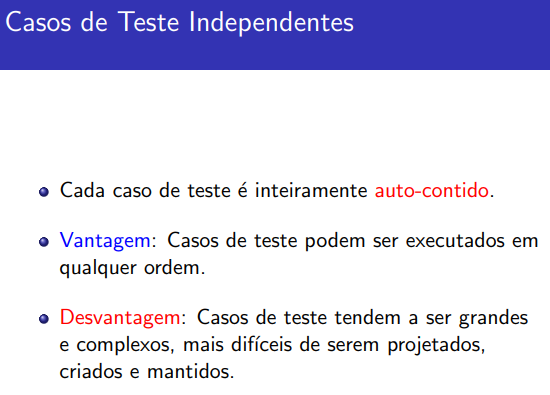 Casos de Teste Independentes
Cada caso de teste é inteiramente auto-contido.
Vantagem: Casos de teste podem ser executados em
qualquer ordem.
Desvantagem: Casos de teste tendem a ser grandes
e complexos, mais difíceis de serem projetados,
criados e mantidos.